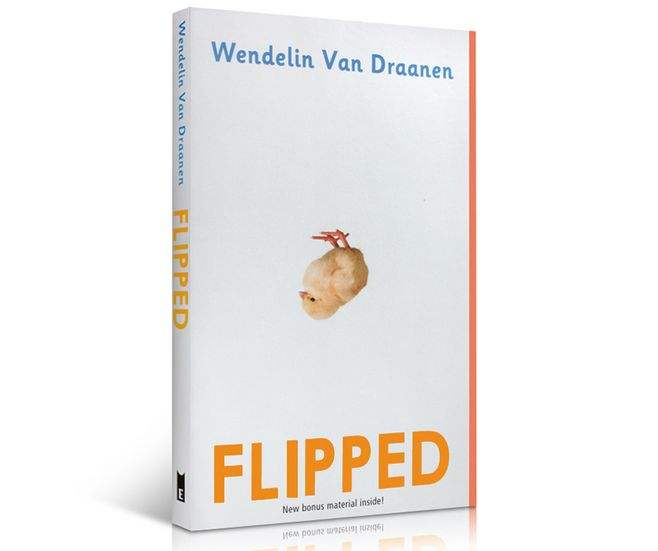 Wendelin Van Draanen
FLIPPED
E
Wendelin Van Draanen
FLIPPED
New bonus material inside!